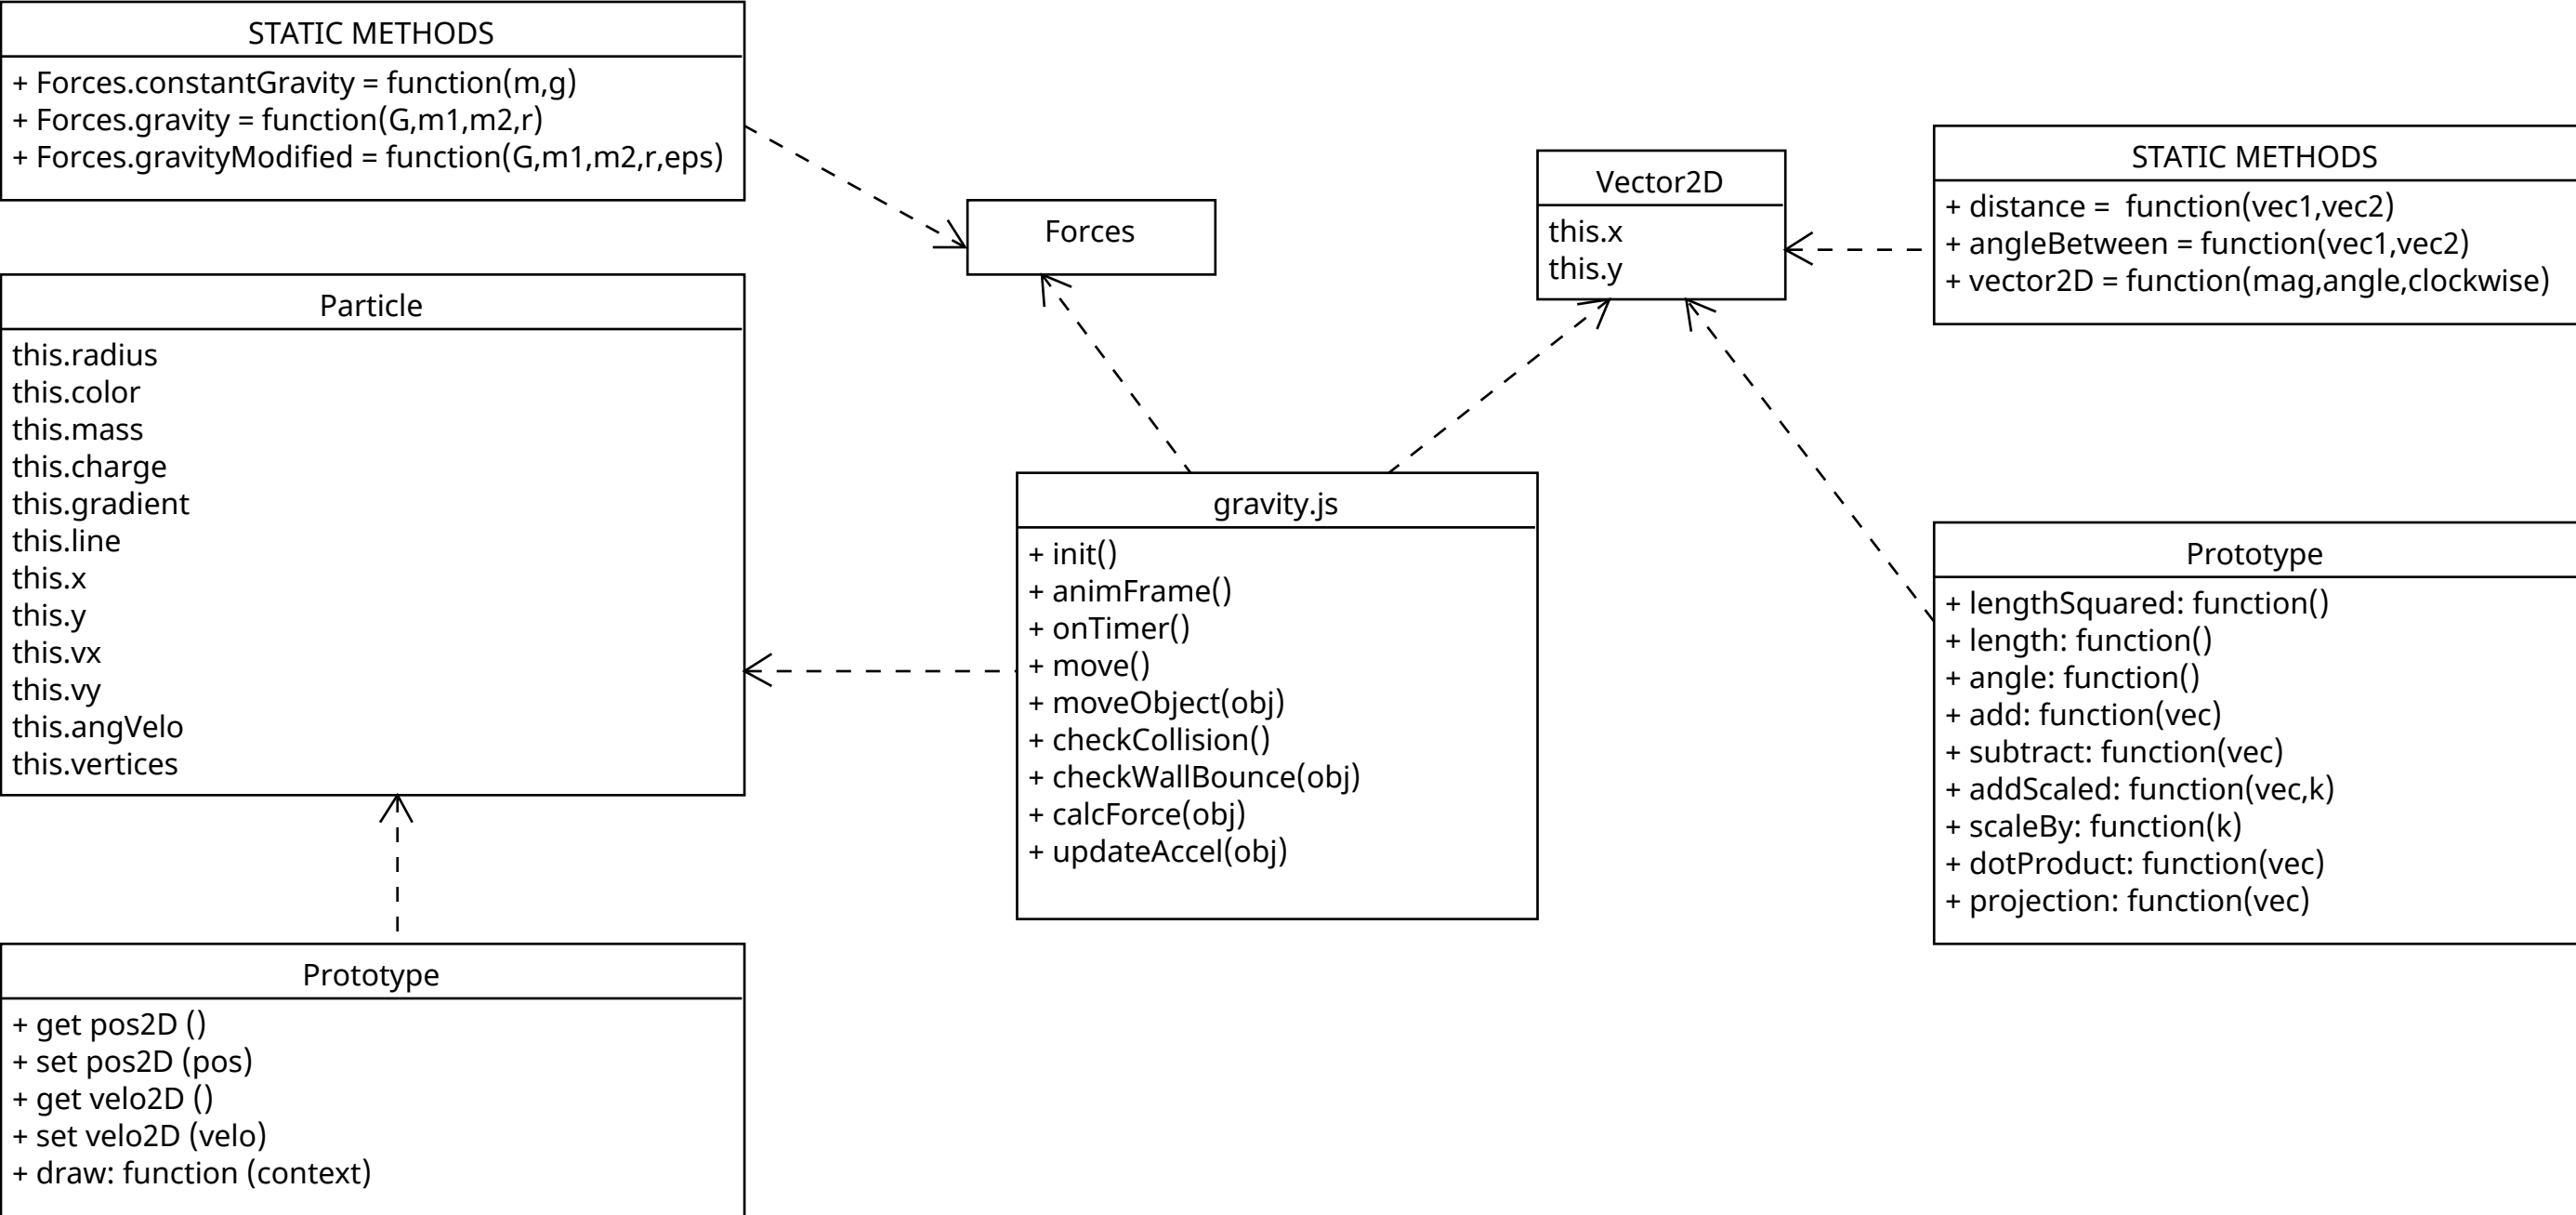 STATIC METHODS
+ Forces.constantGravity = function(m,g)
+ Forces.gravity = function(G,m1,m2,r)
+ Forces.gravityModified = function(G,m1,m2,r,eps)
Forces
Vector2D
this.x
this.y
STATIC METHODS
+ distance =  function(vec1,vec2)
+ angleBetween = function(vec1,vec2)
+ vector2D = function(mag,angle,clockwise)
Particle
this.radius
this.color
this.mass
this.charge
this.gradient
this.line
this.x
this.y
this.vx
this.vy
this.angVelo
this.vertices
gravity.js
+ init()
+ animFrame()
+ onTimer()
+ move()
+ moveObject(obj)
+ checkCollision()
+ checkWallBounce(obj)
+ calcForce(obj)
+ updateAccel(obj)
Prototype
+ lengthSquared: function()
+ length: function()
+ angle: function()
+ add: function(vec)
+ subtract: function(vec)
+ addScaled: function(vec,k)
+ scaleBy: function(k)
+ dotProduct: function(vec)
+ projection: function(vec)
Prototype
+ get pos2D ()
+ set pos2D (pos)
+ get velo2D ()
+ set velo2D (velo)
+ draw: function (context)